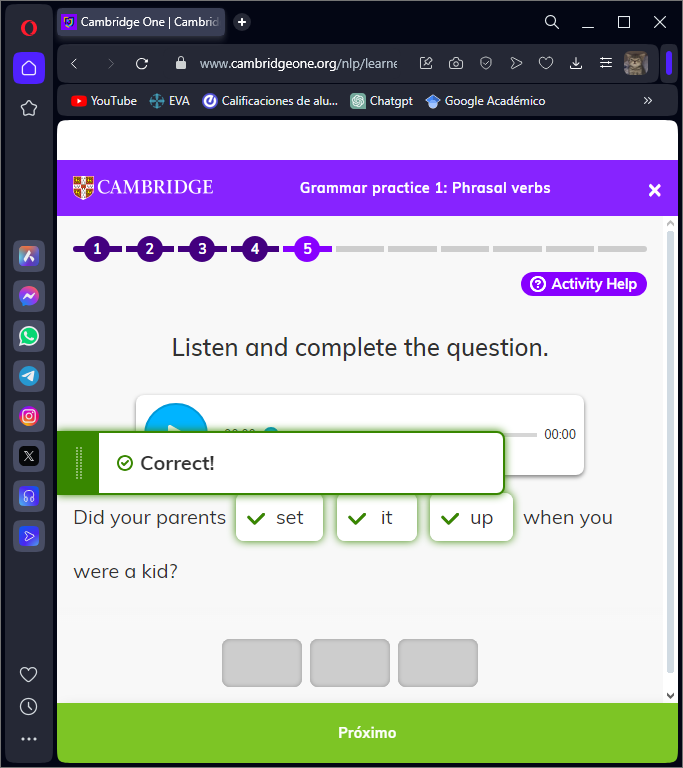 Cambridge One | Cambrid
www.cambridgeone.org/nlp/learne
YouTube
EVA
Calificaciones de alu...
Chatgpt
Google Académico
»
CAMBRIDGE
Grammar practice 1: Phrasal verbs
1 2 3 4 5
? Activity Help
Listen and complete the question.
00:00
Correct!
Did your parents set it up when you
were a kid?
Próximo